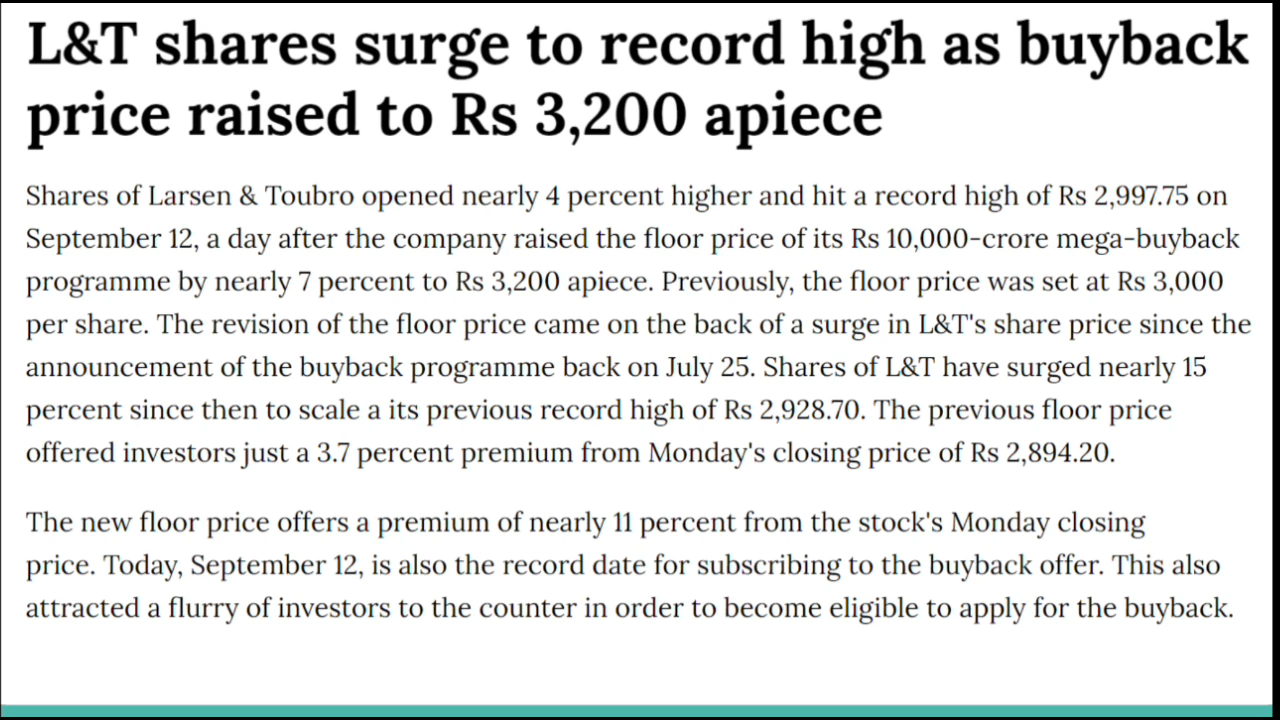 L&T shares surge to record high as buyback
price raised to Rs 3,200 apiece
Shares of Larsen & Toubro opened nearly 4 percent higher and hit a record high of Rs 2,997.75 on
September 12, a day after the company raised the floor price of its Rs 10,000-crore mega-buyback
programme by nearly 7 percent to Rs 3,200 apiece. Previously, the floor price was set at Rs 3,000
per share. The revision of the floor price came on the back of a surge in L&T's share price since the
announcement of the buyback programme back on July 25. Shares of L&T have surged nearly 15
percent since then to scale a its previous record high of Rs 2,928.70. The previous floor price
offered investors just a 3.7 percent premium from Monday's closing price of Rs 2,894.20.
The new floor price offers a premium of nearly 11 percent from the stock's Monday closing
price. Today, September 12, is also the record date for subscribing to the buyback offer. This also
attracted a flurry of investors to the counter in order to become eligible to apply for the buyback.